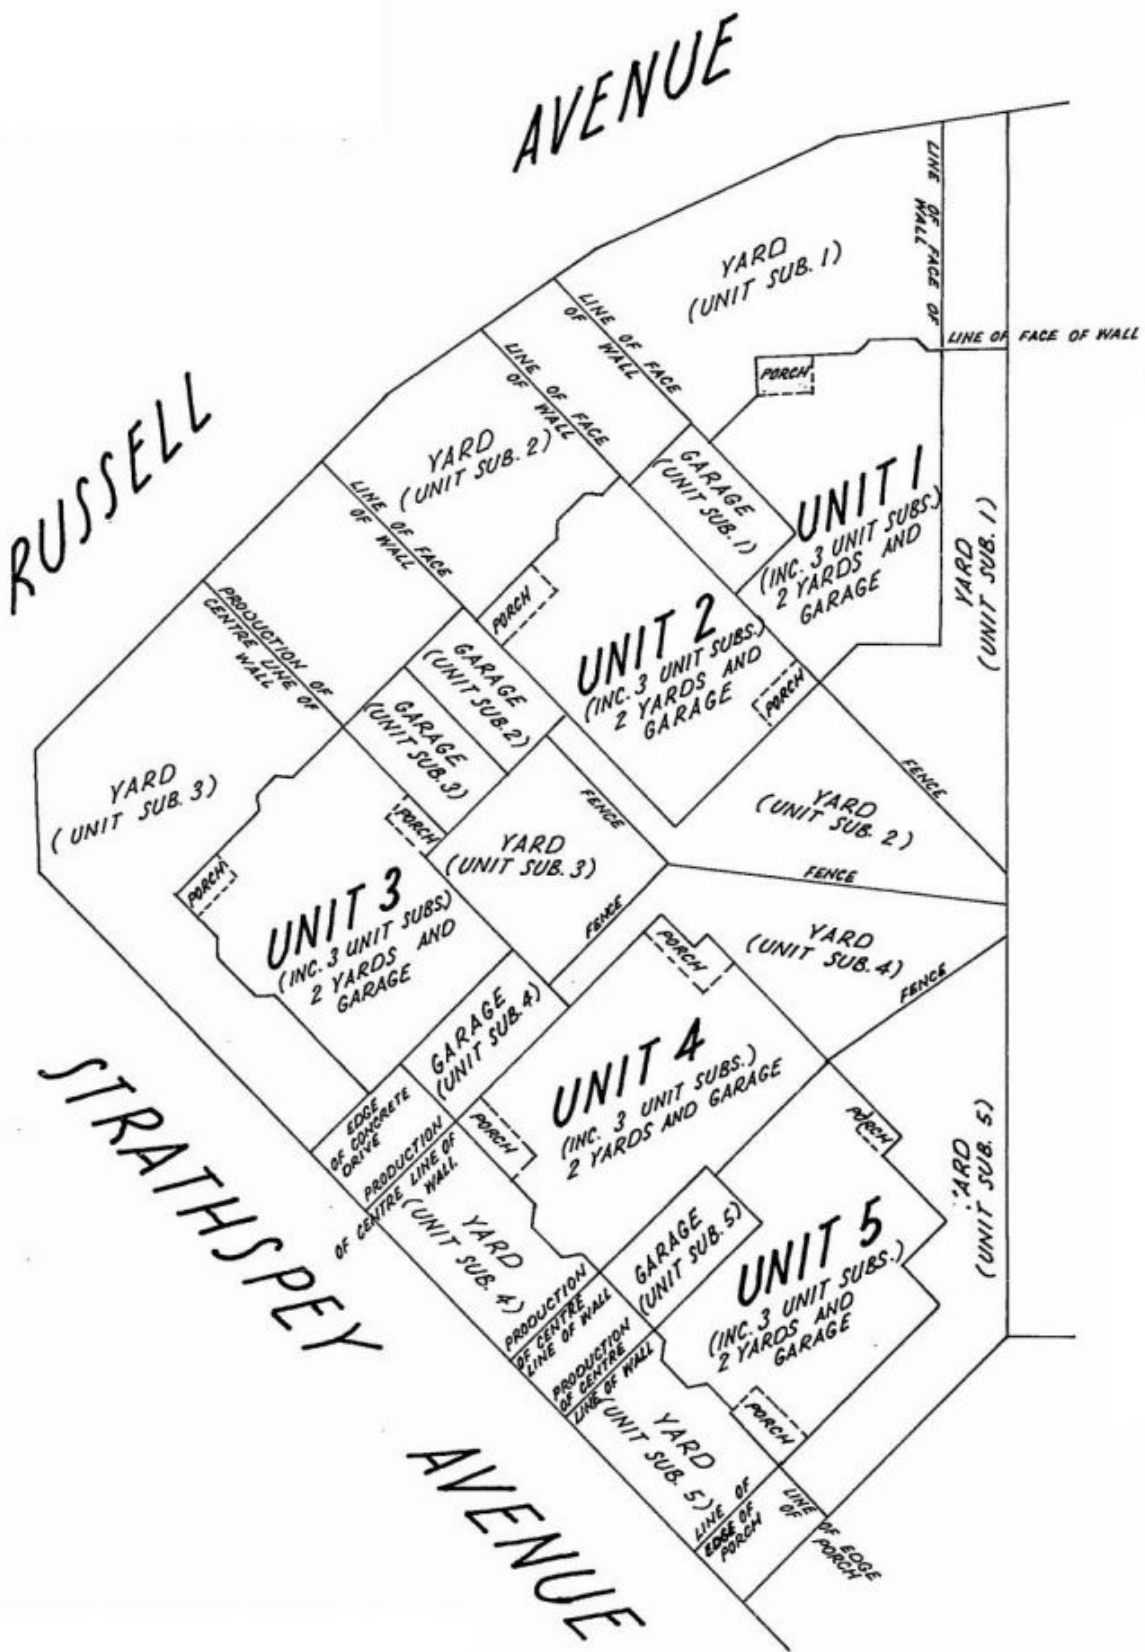 AVENUE
RUSSELL
YARD
(UNIT SUB. 1)
LINE OF FACE OF
WALL
LINE OF FACE OF WALL
LINE OF FACE
OF WALL
LINE OF FACE
OF WALL
PORCH
YARD
(UNIT SUB. 2)
GARAGE
(UNIT SUB. 1)
UNIT 1
(INC. 3 UNIT SUBS.)
2 YARDS AND
GARAGE
YARD
(UNIT SUB. 1)
LINE OF FACE
OF WALL
PORCH
UNIT 2
(INC. 3 UNIT SUBS.)
2 YARDS AND
GARAGE
PORCH
PRODUCTION OF
CENTRE LINE OF
WALL
GARAGE
(UNIT SUB. 2)
GARAGE
(UNIT SUB. 3)
YARD
(UNIT SUB. 3)
PORCH
FENCE
FENCE
YARD
(UNIT SUB. 2)
YARD
(UNIT SUB. 3)
FENCE
PORCH
UNIT 3
(INC. 3 UNIT SUBS.)
2 YARDS AND
GARAGE
FENCE
PORCH
YARD
(UNIT SUB. 4)
FENCE
GARAGE
(UNIT SUB. 4)
UNIT 4
(INC. 3 UNIT SUBS.)
2 YARDS AND GARAGE
STRATHSPEY
EDGE
OF CONCRETE
DRIVE
PRODUCTION
OF CENTRE LINE OF
WALL
PORCH
PORCH
ARD
(UNIT SUB. 5)
YARD
(UNIT SUB. 4)
GARAGE
(UNIT SUB. 5)
UNIT 5
(INC. 3 UNIT SUBS.)
2 YARDS AND
GARAGE
PRODUCTION
OF CENTRE
LINE OF WALL
PRODUCTION
OF CENTRE
LINE OF WALL
PORCH
YARD
(UNIT SUB. 5)
AVENUE
LINE OF
EDGE OF
PORCH
LINE OF EDGE
OF PORCH